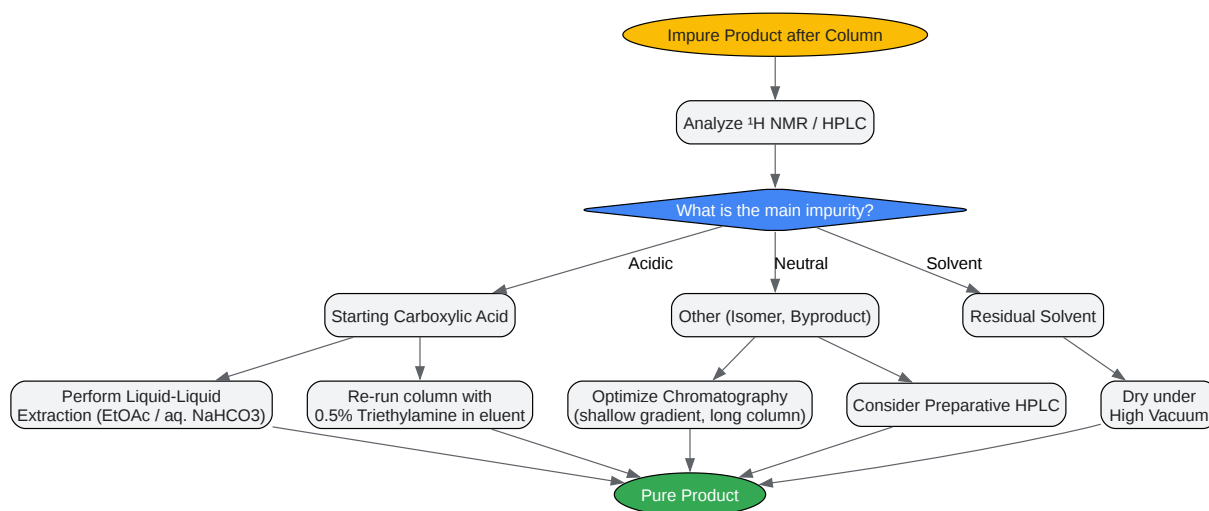 Impure Product after Column
Analyze ¹H NMR / HPLC
What is the main impurity?
Acidic
Neutral
Solvent
Starting Carboxylic Acid
Other (Isomer, Byproduct)
Residual Solvent
Perform Liquid-Liquid
Extraction (EtOAc / aq. NaHCO3)
Re-run column with
0.5% Triethylamine in eluent
Optimize Chromatography
(shallow gradient, long column)
Consider Preparative HPLC
Dry under
High Vacuum
Pure Product